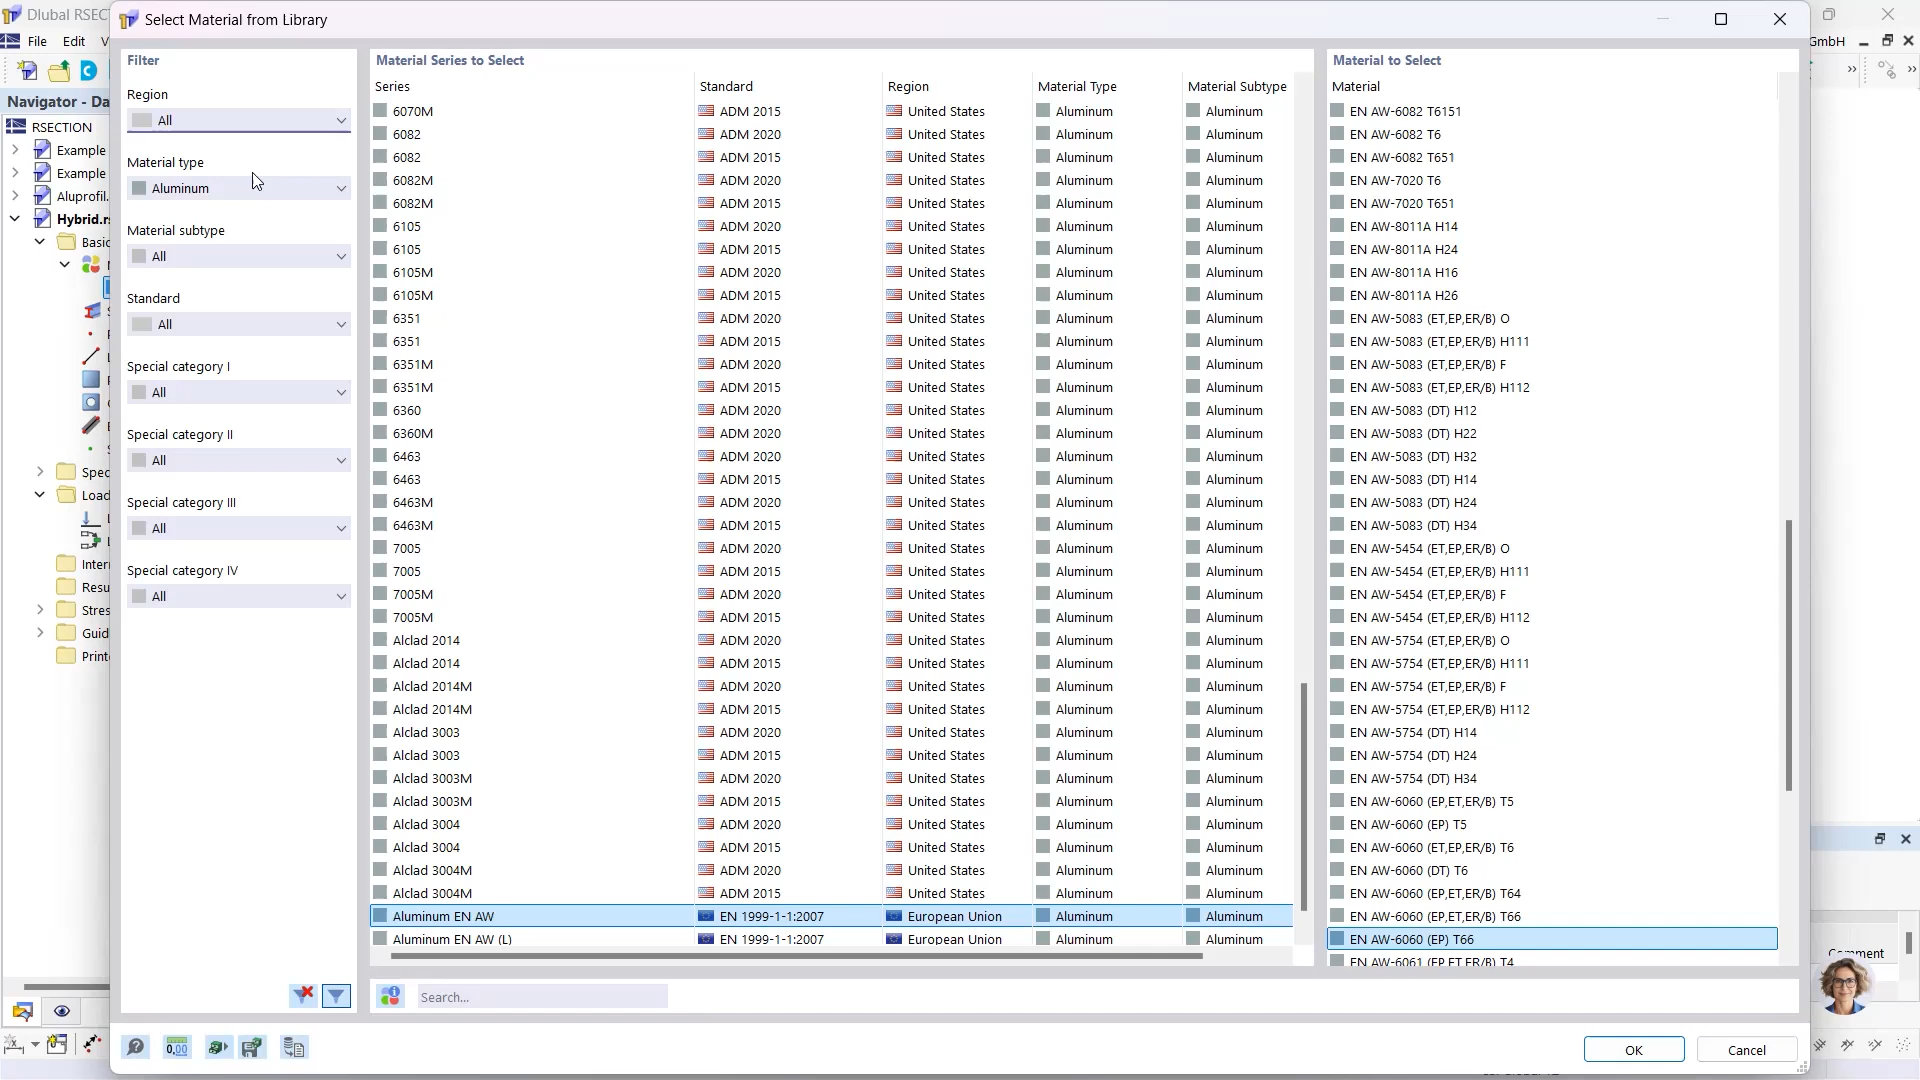 Dlubal RSECT
Select Material from Library
File Edit V
GmbH
Navigator - Da
RSECTION
Example
Example
Aluprofil.
Hybrid.r
Basic
Spec
Load
Inter
Resu
Stres
Guid
Print
Filter
Region
All
Material type
Aluminum
Material subtype
All
Standard
All
Special category I
All
Special category II
All
Special category III
All
Special category IV
All
Material Series to Select
Series Standard Region Material Type Material Subtype
6070M ADM 2015 United States Aluminum Aluminum
6082 ADM 2020 United States Aluminum Aluminum
6082 ADM 2015 United States Aluminum Aluminum
6082M ADM 2020 United States Aluminum Aluminum
6082M ADM 2015 United States Aluminum Aluminum
6105 ADM 2020 United States Aluminum Aluminum
6105 ADM 2015 United States Aluminum Aluminum
6105M ADM 2020 United States Aluminum Aluminum
6105M ADM 2015 United States Aluminum Aluminum
6351 ADM 2020 United States Aluminum Aluminum
6351 ADM 2015 United States Aluminum Aluminum
6351M ADM 2020 United States Aluminum Aluminum
6351M ADM 2015 United States Aluminum Aluminum
6360 ADM 2020 United States Aluminum Aluminum
6360M ADM 2020 United States Aluminum Aluminum
6463 ADM 2020 United States Aluminum Aluminum
6463 ADM 2015 United States Aluminum Aluminum
6463M ADM 2020 United States Aluminum Aluminum
6463M ADM 2015 United States Aluminum Aluminum
7005 ADM 2020 United States Aluminum Aluminum
7005 ADM 2015 United States Aluminum Aluminum
7005M ADM 2020 United States Aluminum Aluminum
7005M ADM 2015 United States Aluminum Aluminum
Alclad 2014 ADM 2020 United States Aluminum Aluminum
Alclad 2014 ADM 2015 United States Aluminum Aluminum
Alclad 2014M ADM 2020 United States Aluminum Aluminum
Alclad 2014M ADM 2015 United States Aluminum Aluminum
Alclad 3003 ADM 2020 United States Aluminum Aluminum
Alclad 3003 ADM 2015 United States Aluminum Aluminum
Alclad 3003M ADM 2020 United States Aluminum Aluminum
Alclad 3003M ADM 2015 United States Aluminum Aluminum
Alclad 3004 ADM 2020 United States Aluminum Aluminum
Alclad 3004 ADM 2015 United States Aluminum Aluminum
Alclad 3004M ADM 2020 United States Aluminum Aluminum
Alclad 3004M ADM 2015 United States Aluminum Aluminum
Aluminum EN AW EN 1999-1-1:2007 European Union Aluminum Aluminum
Aluminum EN AW (L) EN 1999-1-1:2007 European Union Aluminum Aluminum
Search...
Material to Select
Material
EN AW-6082 T6151
EN AW-6082 T6
EN AW-6082 T651
EN AW-7020 T6
EN AW-7020 T651
EN AW-8011A H14
EN AW-8011A H24
EN AW-8011A H16
EN AW-8011A H26
EN AW-5083 (ET,EP,ER/B) O
EN AW-5083 (ET,EP,ER/B) H111
EN AW-5083 (ET,EP,ER/B) F
EN AW-5083 (ET,EP,ER/B) H112
EN AW-5083 (DT) H12
EN AW-5083 (DT) H22
EN AW-5083 (DT) H32
EN AW-5083 (DT) H14
EN AW-5083 (DT) H24
EN AW-5083 (DT) H34
EN AW-5454 (ET,EP,ER/B) O
EN AW-5454 (ET,EP,ER/B) H111
EN AW-5454 (ET,EP,ER/B) F
EN AW-5454 (ET,EP,ER/B) H112
EN AW-5754 (ET,EP,ER/B) O
EN AW-5754 (ET,EP,ER/B) H111
EN AW-5754 (ET,EP,ER/B) F
EN AW-5754 (ET,EP,ER/B) H112
EN AW-5754 (DT) H14
EN AW-5754 (DT) H24
EN AW-5754 (DT) H34
EN AW-6060 (EP,ET,ER/B) T5
EN AW-6060 (EP) T5
EN AW-6060 (ET,EP,ER/B) T6
EN AW-6060 (DT) T6
EN AW-6060 (EP,ET,ER/B) T64
EN AW-6060 (EP,ET,ER/B) T66
EN AW-6060 (EP) T66
EN AW-6061 (EP,ET,ER/B) T4
Comment
0,00
OK
Cancel